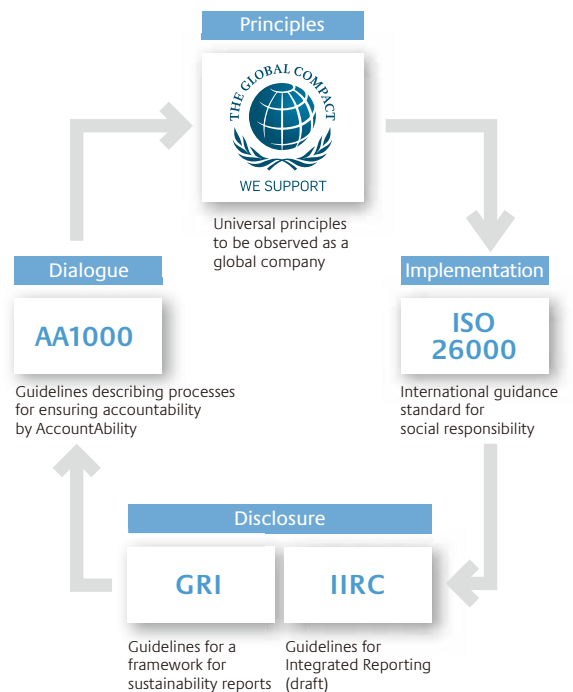 Principles
THE GLOBAL COMPACT
WE SUPPORT
Universal principles
to be observed as a
global company
Dialogue
AA1000
Guidelines describing processes
for ensuring accountability
by AccountAbility
Implementation
ISO
26000
International guidance
standard for
social responsibility
Disclosure
GRI
Guidelines for a
framework for
sustainability reports
IIRC
Guidelines for
Integrated Reporting
(draft)